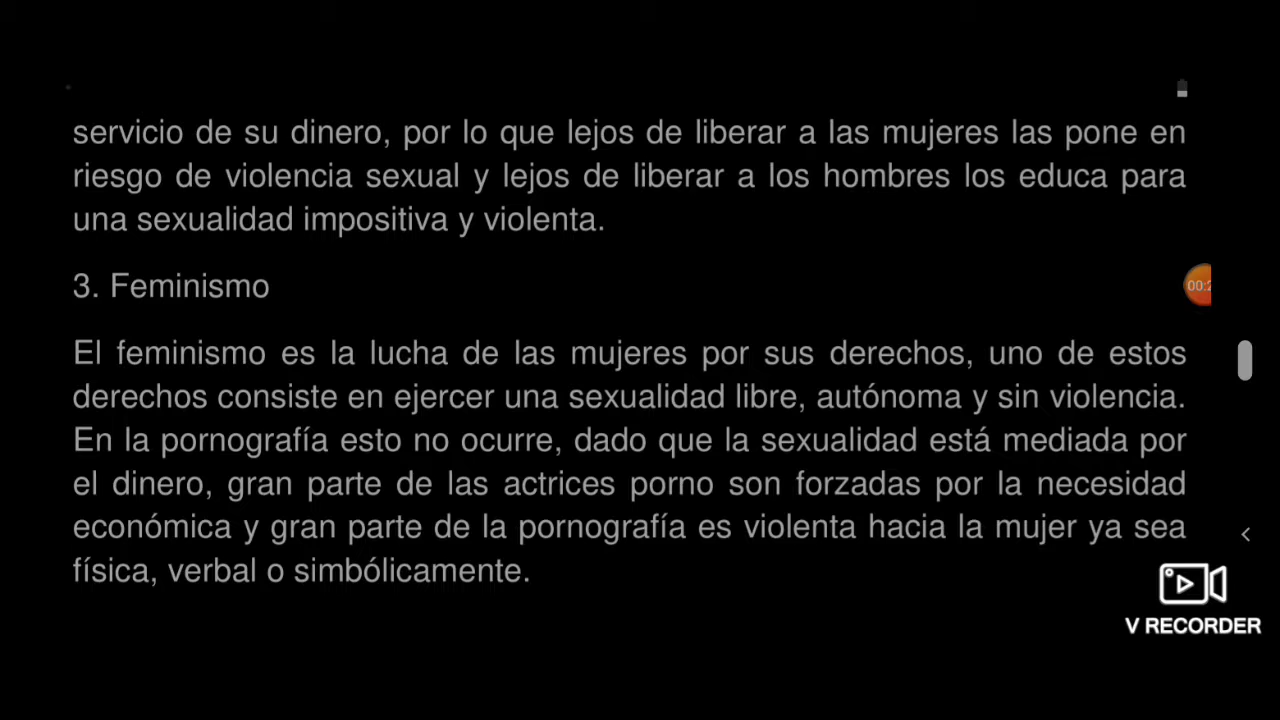 servicio de su dinero, por lo que lejos de liberar a las mujeres las pone en
riesgo de violencia sexual y lejos de liberar a los hombres los educa para
una sexualidad impositiva y violenta.
3. Feminismo
00:2
El feminismo es la lucha de las mujeres por sus derechos, uno de estos
derechos consiste en ejercer una sexualidad libre, autónoma y sin violencia.
En la pornografía esto no ocurre, dado que la sexualidad está mediada por
el dinero, gran parte de las actrices porno son forzadas por la necesidad
económica y gran parte de la pornografía es violenta hacia la mujer ya sea
física, verbal o simbólicamente.
V RECORDER